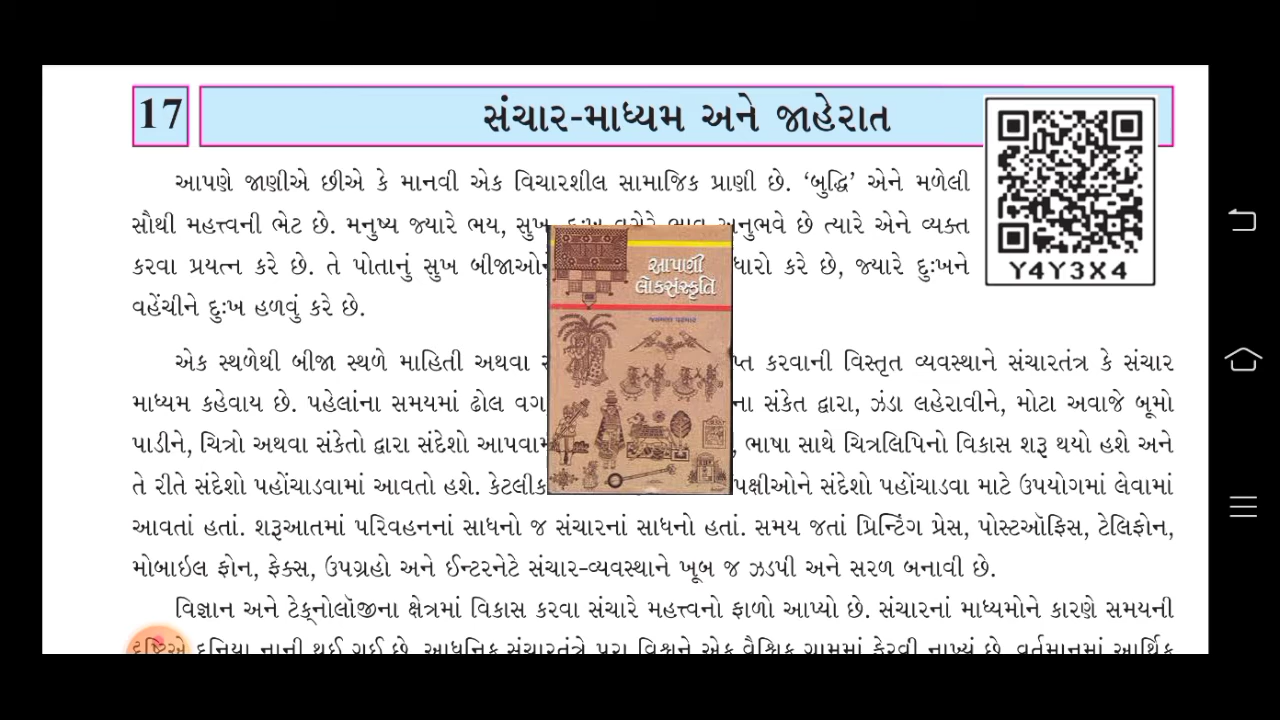 17
સંચાર-માધ્યમ અને જાહેરાત
આપણે જાણીએ છીએ કે માનવી એક વિચારશીલ સામાજિક પ્રાણી છે. ‘બુદ્ધિ’ એને મળેલી
સૌથી મહત્ત્વની ભેટ છે. મનુષ્ય જ્યારે ભય, સુખ, અનુભવે છે ત્યારે એને વ્યક્ત
કરવા પ્રયત્ન કરે છે. તે પોતાનું સુખ ધારો કરે છે, જ્યારે દુઃખને
વહેંચીને દુઃખ હળવું કરે છે.
Y4Y3X4
આપણી
લોકસંસ્કૃતિ
એક સ્થળેથી બીજા સ્થળે માહિતી અથવા કરવાની વિસ્તૃત વ્યવસ્થાને સંચારતંત્ર કે સંચાર
માધ્યમ કહેવાય છે. પહેલાંના સમયમાં ઢોલ ના સંકેત દ્વારા, ઝંડા લહેરાવીને, મોટા અવાજે બૂમો
પાડીને, ચિત્રો અથવા સંકેતો દ્વારા સંદેશો , ભાષા સાથે ચિત્રલિપિનો વિકાસ શરૂ થયો હશે અને
તે રીતે સંદેશો પહોંચાડવામાં આવતો હશે. પક્ષીઓને સંદેશો પહોંચાડવા માટે ઉપયોગમાં લેવામાં
આવતાં હતાં. શરૂઆતમાં પરિવહનનાં સાધનો જ સંચારનાં સાધનો હતાં. સમય જતાં પ્રિન્ટિંગ પ્રેસ, પોસ્ટઑફિસ, ટેલિફોન,
મોબાઇલ ફોન, ફેક્સ, ઉપગ્રહો અને ઈન્ટરનેટે સંચાર-વ્યવસ્થાને ખૂબ જ ઝડપી અને સરળ બનાવી છે.
વિજ્ઞાન અને ટેક્નોલૉજીના ક્ષેત્રમાં વિકાસ કરવા સંચારે મહત્ત્વનો ફાળો આપ્યો છે. સંચારનાં માધ્યમોને કારણે સમયની